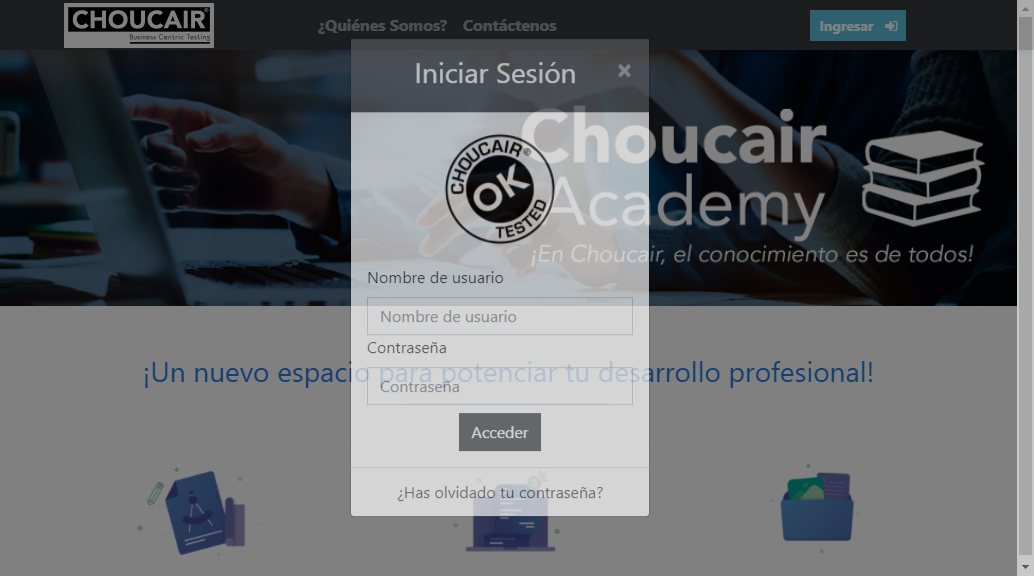 CHOUCAIR®
Business Centric Testing
¿Quiénes Somos?
Contáctenos
Ingresar
Iniciar Sesión
×
CHOUCAIR®
OK
TESTED
Choucair
Academy
¡En Choucair, el conocimiento es de todos!
Nombre de usuario
Nombre de usuario
Contraseña
¡Un nuevo espacio para potenciar tu desarrollo profesional!
Contraseña
Acceder
¿Has olvidado tu contraseña?